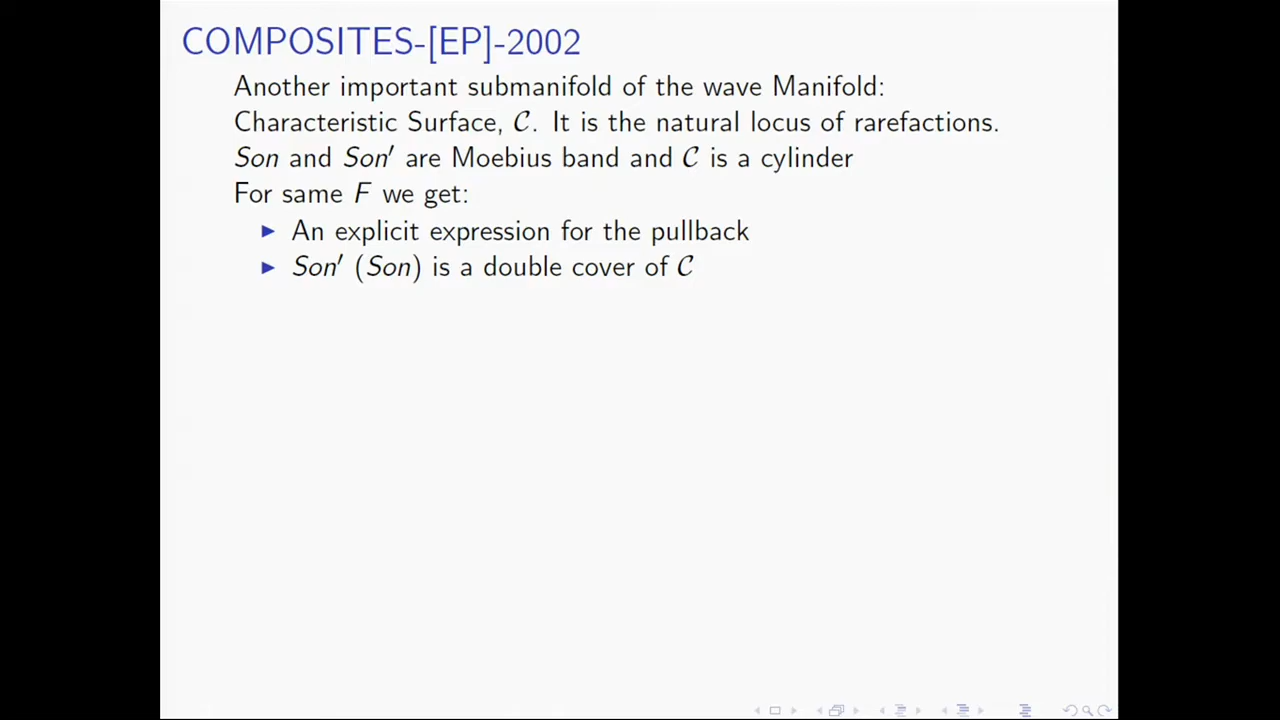 COMPOSITES-[EP]-2002
Another important submanifold of the wave Manifold:
Characteristic Surface, 𝒞. It is the natural locus of rarefactions.
Son and Son′ are Moebius band and 𝒞 is a cylinder
For same F we get:
▶ An explicit expression for the pullback
▶ Son′ (Son) is a double cover of 𝒞